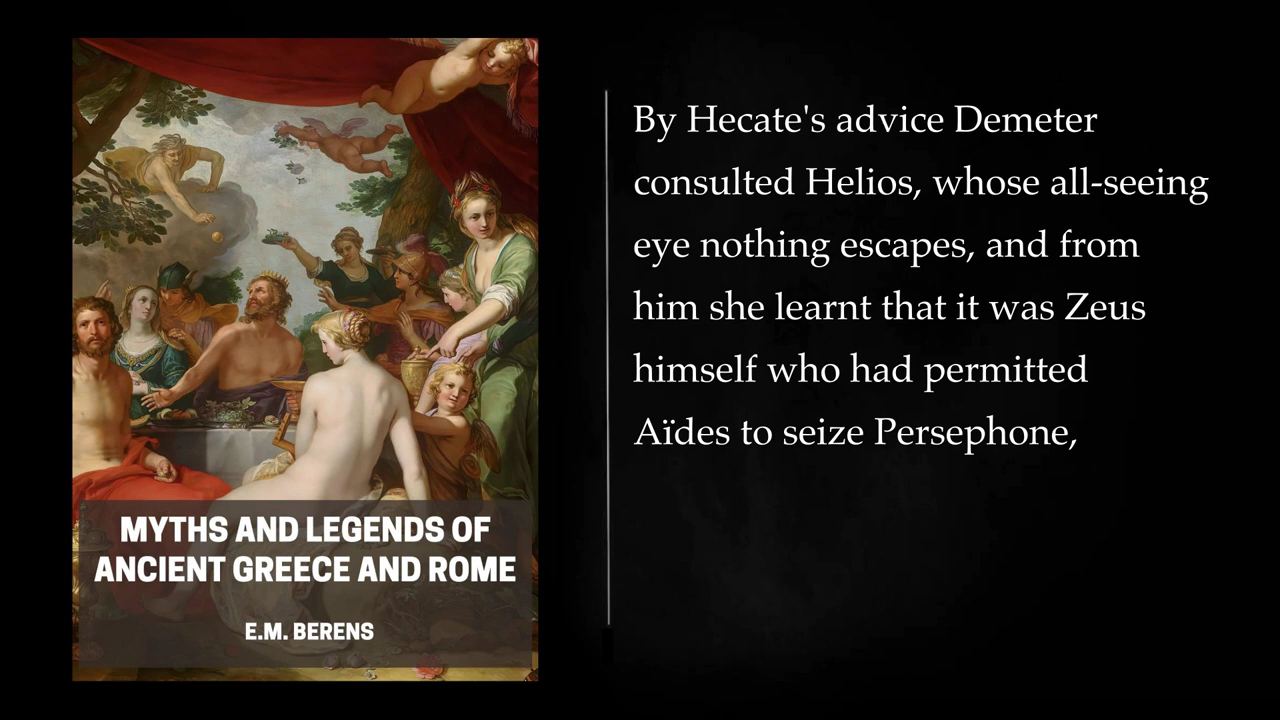 MYTHS AND LEGENDS OF
ANCIENT GREECE AND ROME
E.M. BERENS
By Hecate's advice Demeter
consulted Helios, whose all-seeing
eye nothing escapes, and from
him she learnt that it was Zeus
himself who had permitted
Aïdes to seize Persephone,